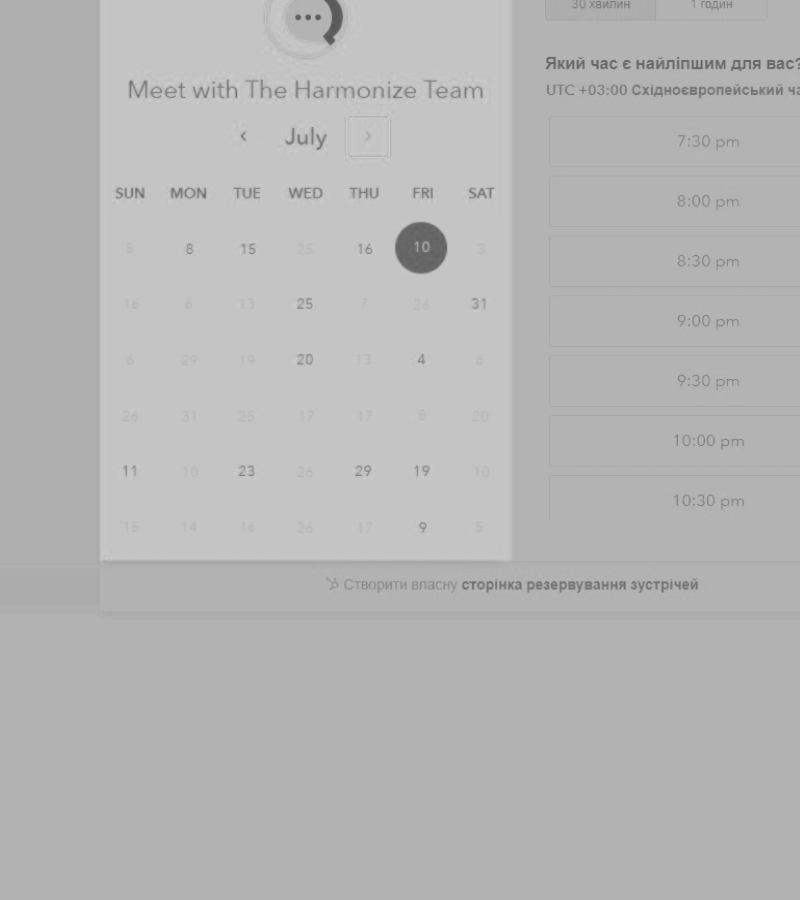 30 хвилин 1 годин
Meet with The Harmonize Team
Який час є найліпшим для вас?
UTC +03:00 Східноєвропейський ча
July
7:30 pm
8:00 pm
8:30 pm
9:00 pm
9:30 pm
10:00 pm
10:30 pm
SUN MON TUE WED THU FRI SAT
5 8 15 25 16 10 3
16 6 13 25 7 26 31
6 29 19 20 13 4 6
26 31 25 17 17 8 20
11 10 23 26 29 19 10
15 14 16 26 17 9 5
Створити власну сторінка резервування зустрічей